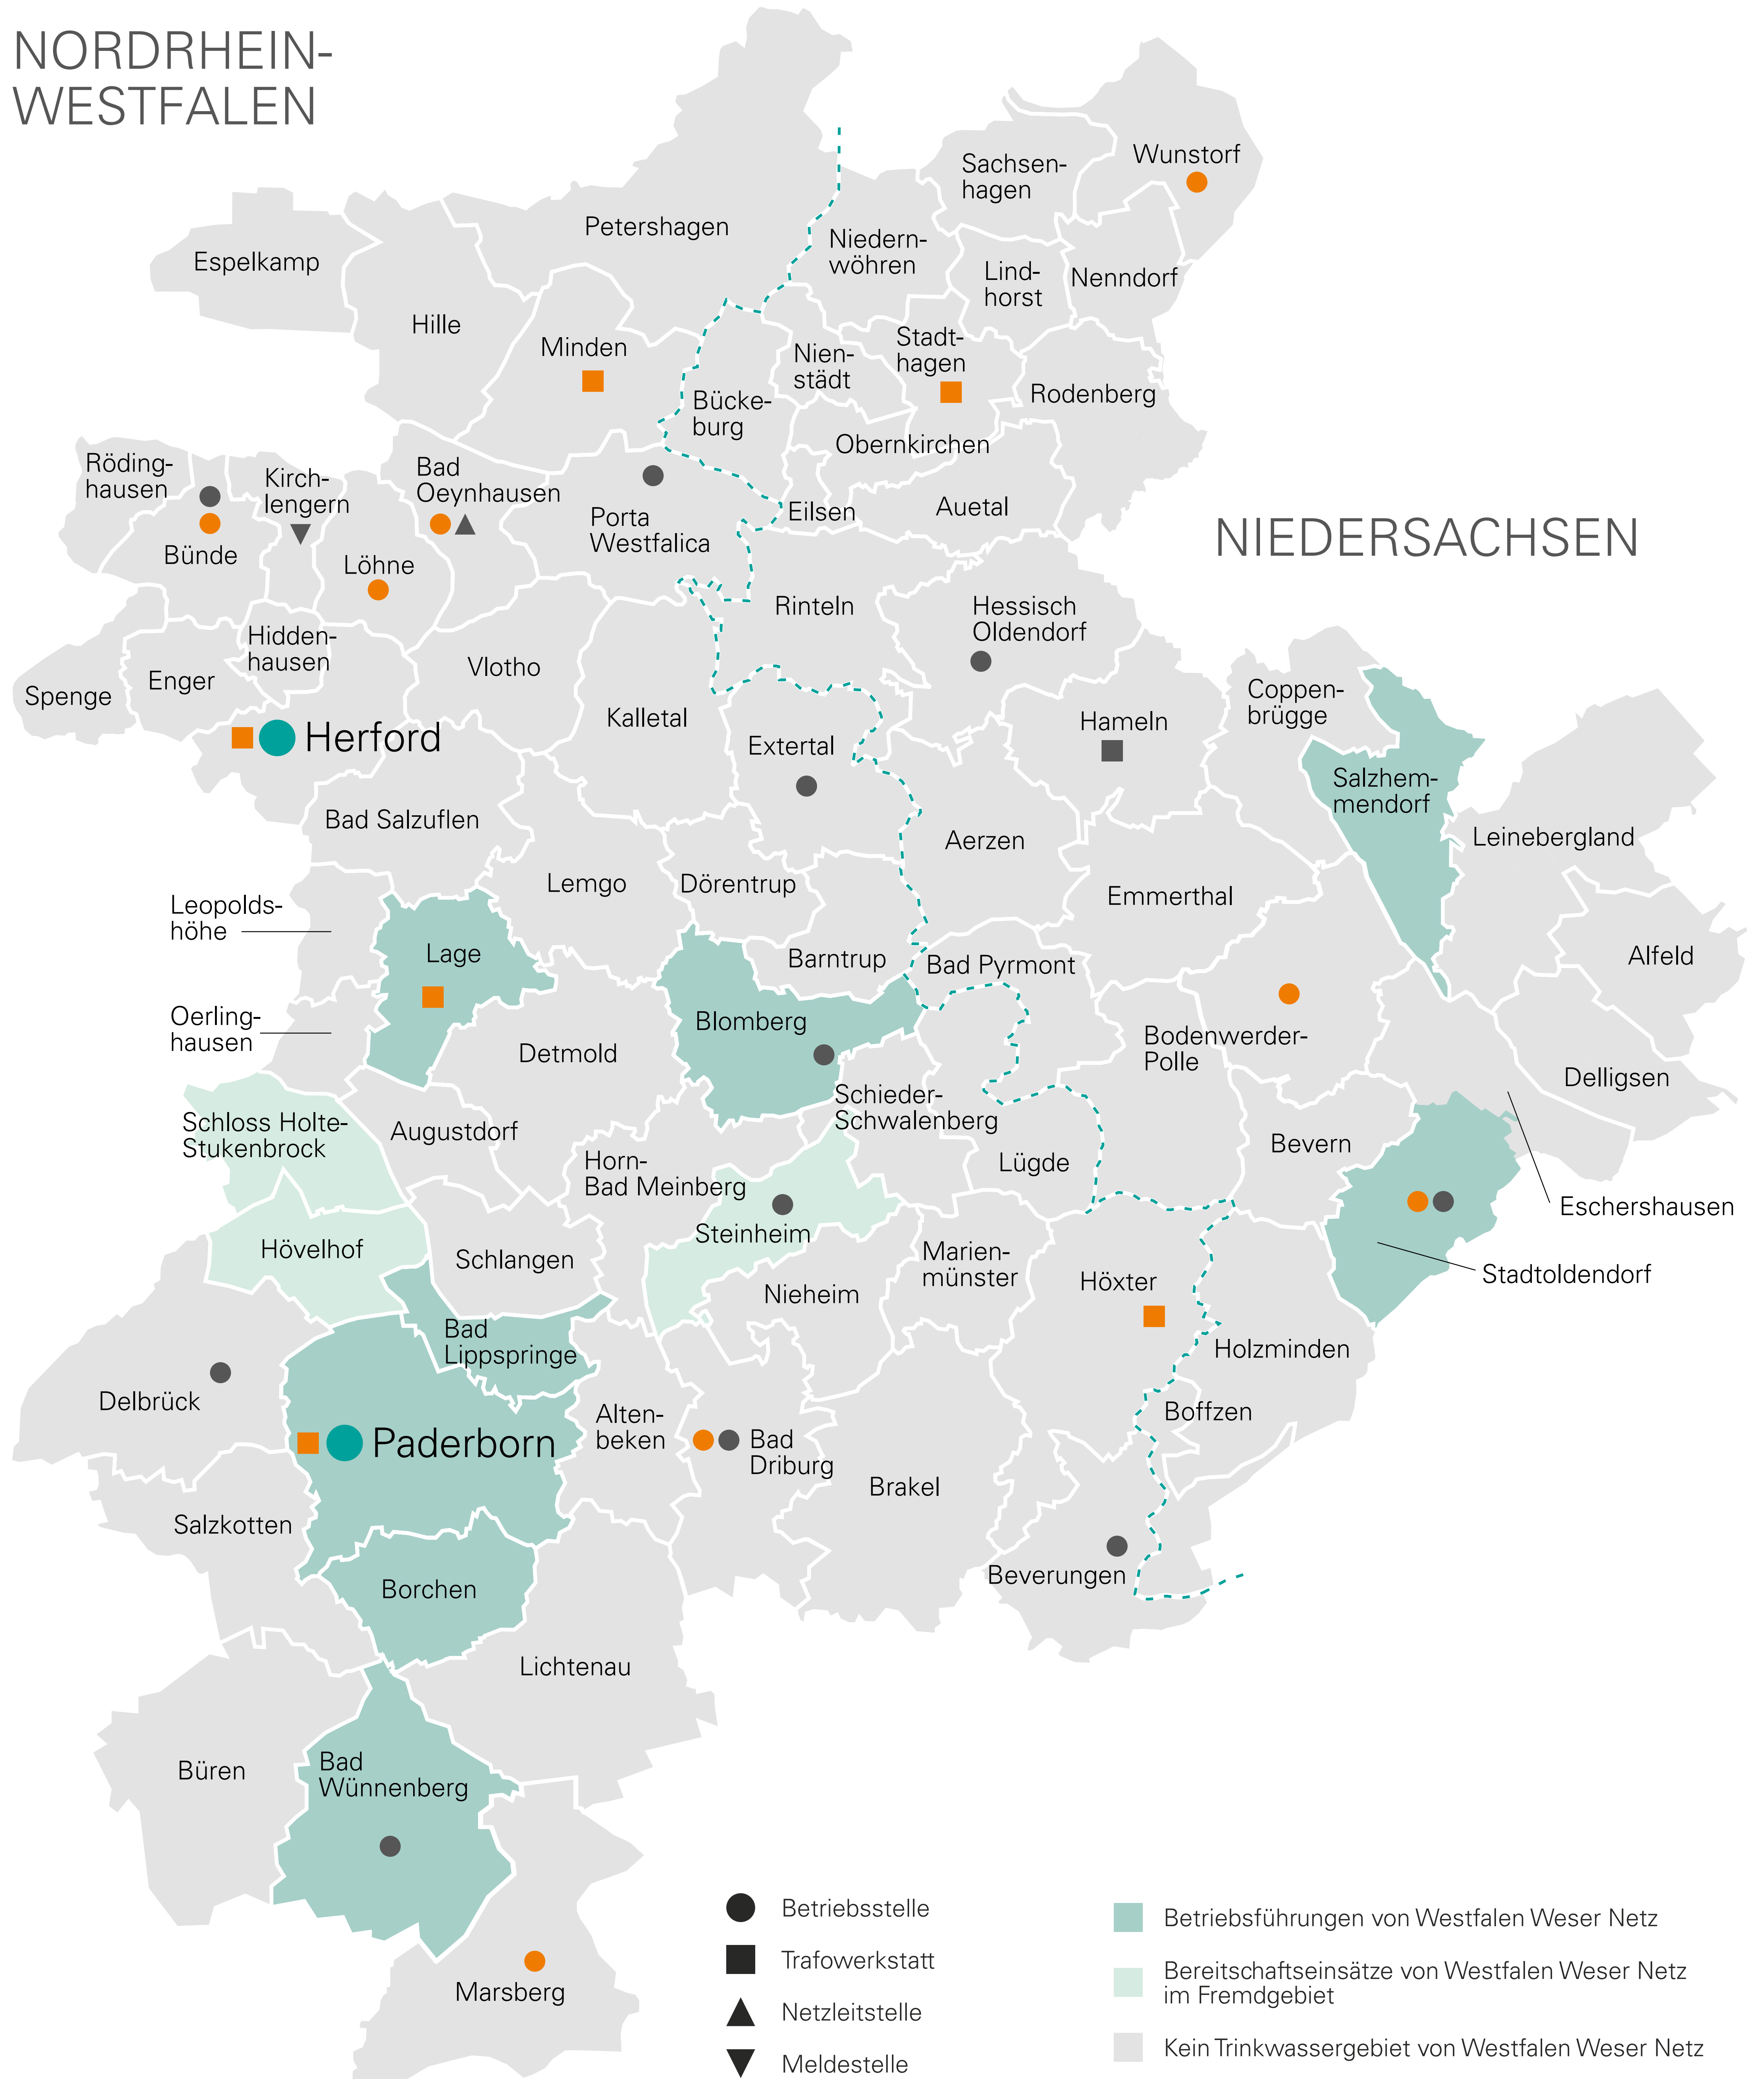 NORDRHEIN-
WESTFALEN
Sachsen-
hagen
Wunstorf
Petershagen
Espelkamp
Niedern-
wöhren
Lind-
horst
Nenndorf
Hille
Minden
Nien-
städt
Stadt-
hagen
Rodenberg
Bücke-
burg
Obernkirchen
Röding-
hausen
Kirch-
lengern
Bad
Oeynhausen
Porta
Westfalica
Eilsen
Auetal
NIEDERSACHSEN
Bünde
Löhne
Rinteln
Hessisch
Oldendorf
Hidden-
hausen
Vlotho
Enger
Spenge
Kalletal
Coppen-
brügge
Hameln
Herford
Extertal
Salzhem-
mendorf
Bad Salzuflen
Aerzen
Leinebergland
Lemgo
Dörentrup
Emmerthal
Leopolds-
höhe
Lage
Barntrup
Bad Pyrmont
Alfeld
Oerling-
hausen
Blomberg
Detmold
Bodenwerder-
Polle
Delligsen
Schieder-
Schwalenberg
Schloss Holte-
Stukenbrock
Augustdorf
Bevern
Horn-
Bad Meinberg
Lügde
Eschershausen
Steinheim
Hövelhof
Schlangen
Marien-
münster
Höxter
Stadtoldendorf
Nieheim
Bad
Lippspringe
Holzminden
Delbrück
Alten-
beken
Boffzen
Paderborn
Bad
Driburg
Brakel
Salzkotten
Beverungen
Borchen
Lichtenau
Büren
Bad
Wünnenberg
Marsberg
Betriebsstelle
Trafowerkstatt
Netzleitstelle
Meldestelle
Betriebsführungen von Westfalen Weser Netz
Bereitschaftseinsätze von Westfalen Weser Netz
im Fremdgebiet
Kein Trinkwassergebiet von Westfalen Weser Netz